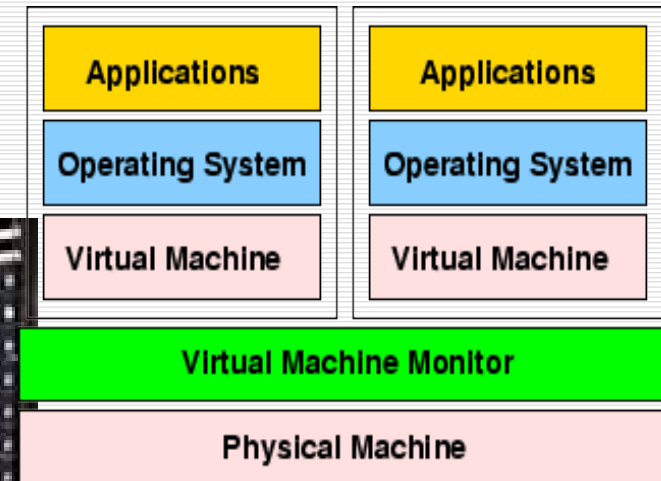 Applications
Operating System
Virtual Machine
Applications
Operating System
Virtual Machine
Virtual Machine Monitor
Physical Machine